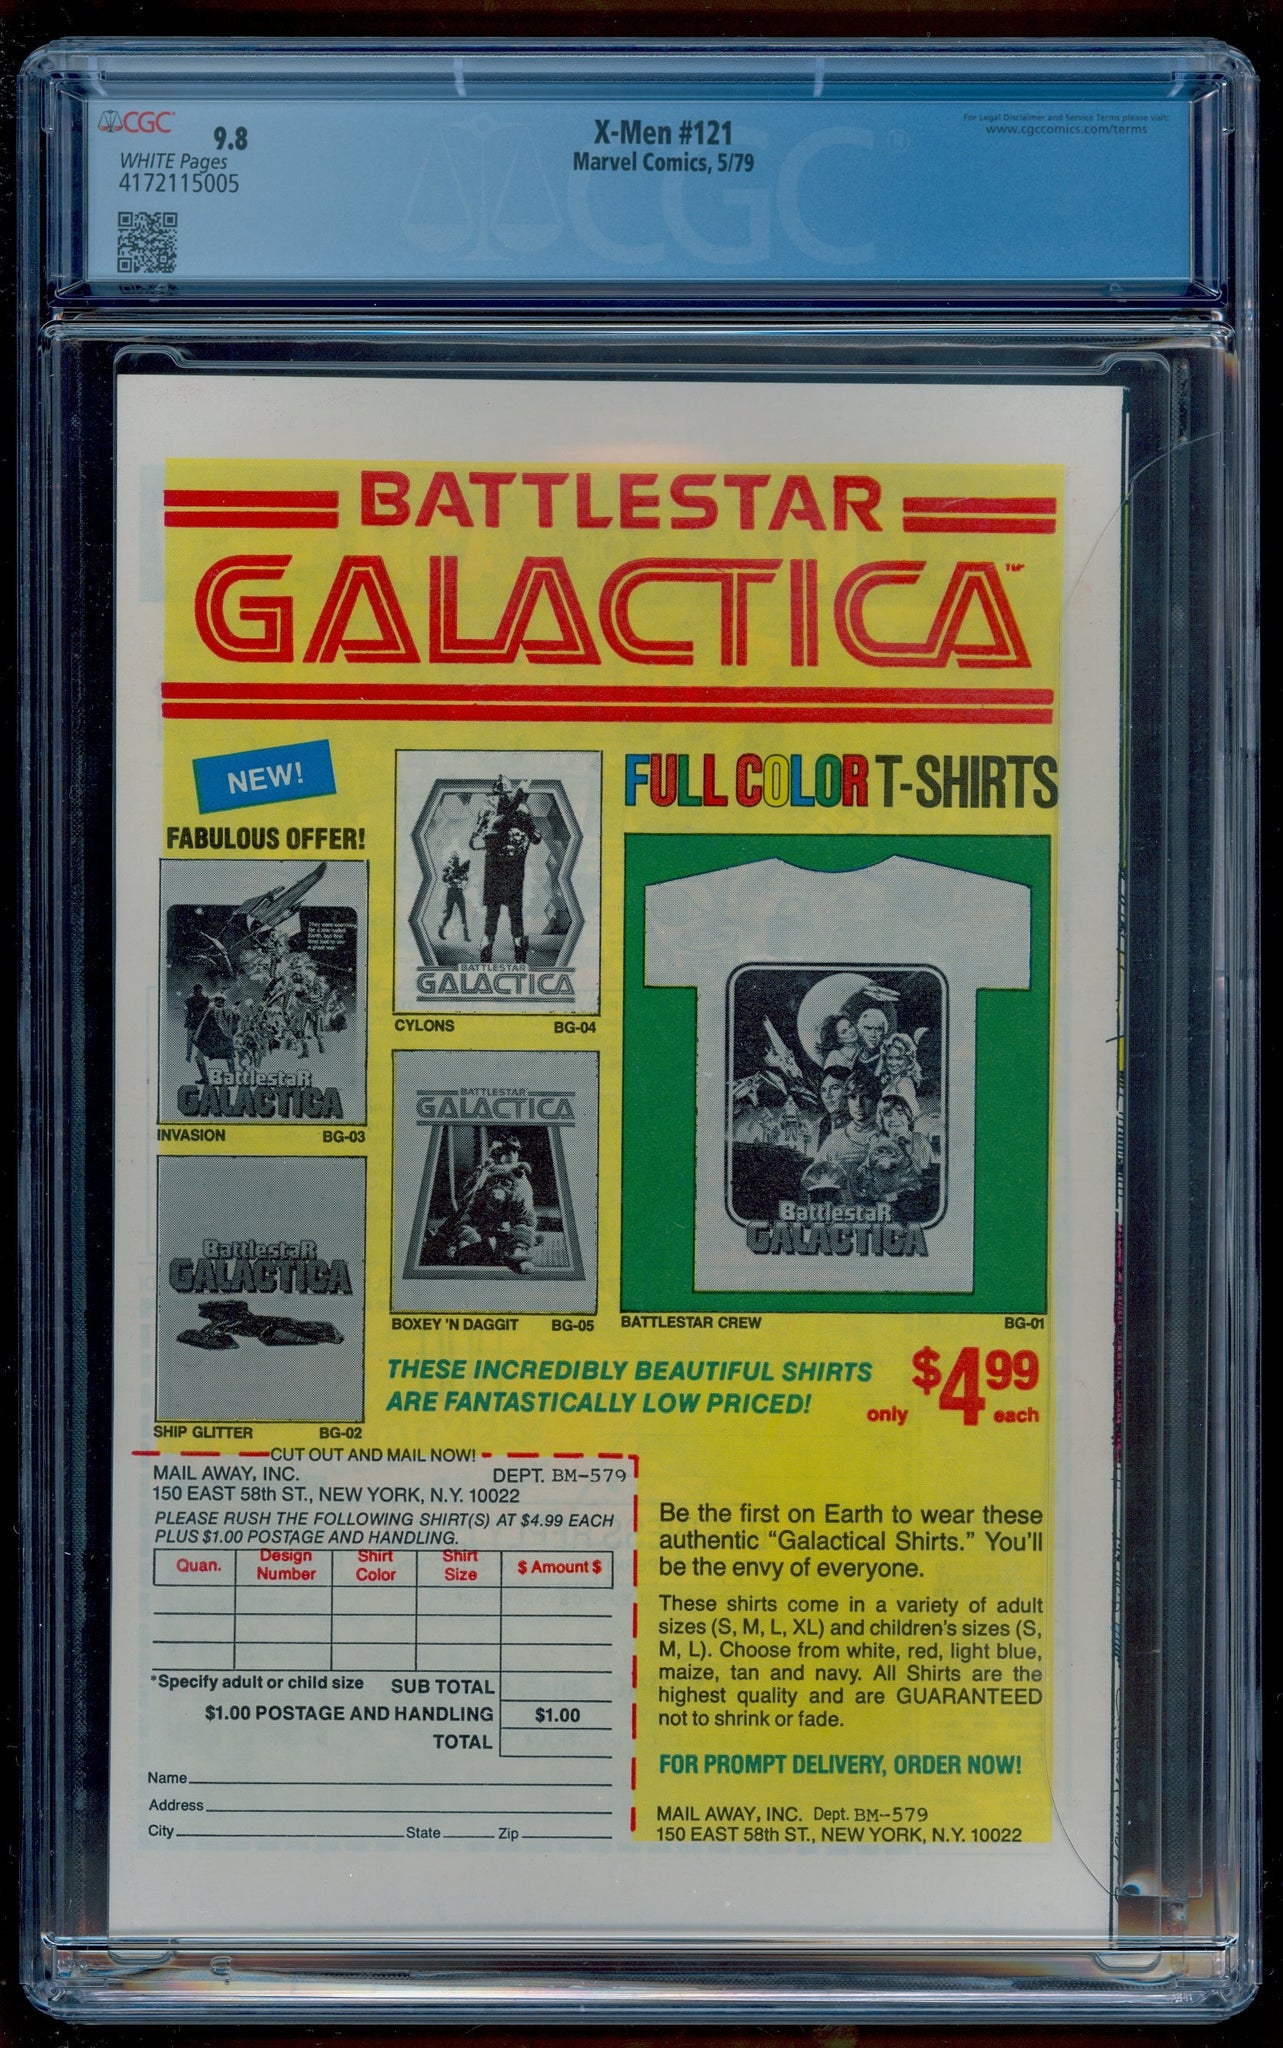 CGC
9.8
WHITE Pages
4172115005
X-Men #121
Marvel Comics, 5/79
For Legal Disclaimer and Service Terms please visit:
www.cgccomics.com/terms
CGC
BATTLESTAR
GALACTICA™
NEW!
FABULOUS OFFER!
FULL COLOR T-SHIRTS
BATTLESTAR
GALACTICA
CYLONS BG-04
BattlestaR
GALACTICA
INVASION BG-03
BATTLESTAR
GALACTICA
BOXEY 'N DAGGIT BG-05
BattlestaR
GALACTICA
BATTLESTAR CREW BG-01
BattlestaR
GALACTICA
SHIP GLITTER BG-02
THESE INCREDIBLY BEAUTIFUL SHIRTS
ARE FANTASTICALLY LOW PRICED!
only $4.99 each
CUT OUT AND MAIL NOW!
MAIL AWAY, INC. DEPT. BM-579
150 EAST 58th ST., NEW YORK, N.Y. 10022
PLEASE RUSH THE FOLLOWING SHIRT(S) AT $4.99 EACH
PLUS $1.00 POSTAGE AND HANDLING.
Quan. Design Number Shirt Color Shirt Size $ Amount $
*Specify adult or child size SUB TOTAL
$1.00 POSTAGE AND HANDLING $1.00
TOTAL
Name
Address
City State Zip
Be the first on Earth to wear these
authentic "Galactical Shirts." You'll
be the envy of everyone.
These shirts come in a variety of adult
sizes (S, M, L, XL) and children's sizes (S,
M, L). Choose from white, red, light blue,
maize, tan and navy. All Shirts are the
highest quality and are GUARANTEED
not to shrink or fade.
FOR PROMPT DELIVERY, ORDER NOW!
MAIL AWAY, INC. Dept. BM-579
150 EAST 58th ST., NEW YORK, N.Y. 10022